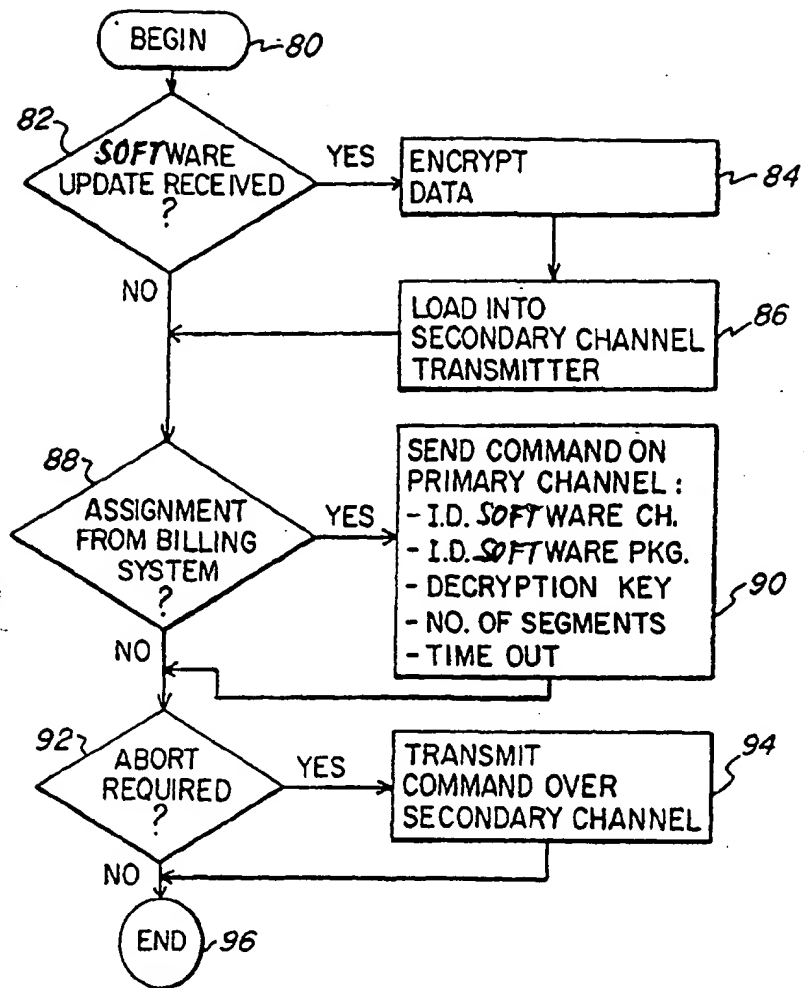 BEGIN
80
82
SOFTWARE
UPDATE RECEIVED
?
YES
ENCRYPT
DATA
84
NO
LOAD INTO
SECONDARY CHANNEL
TRANSMITTER
86
88
ASSIGNMENT
FROM BILLING
SYSTEM
?
YES
SEND COMMAND ON
PRIMARY CHANNEL :
- I.D. SOFTWARE CH.
- I.D. SOFTWARE PKG.
- DECRYPTION KEY
- NO. OF SEGMENTS
- TIME OUT
90
NO
92
ABORT
REQUIRED
?
YES
TRANSMIT
COMMAND OVER
SECONDARY CHANNEL
94
NO
END
96